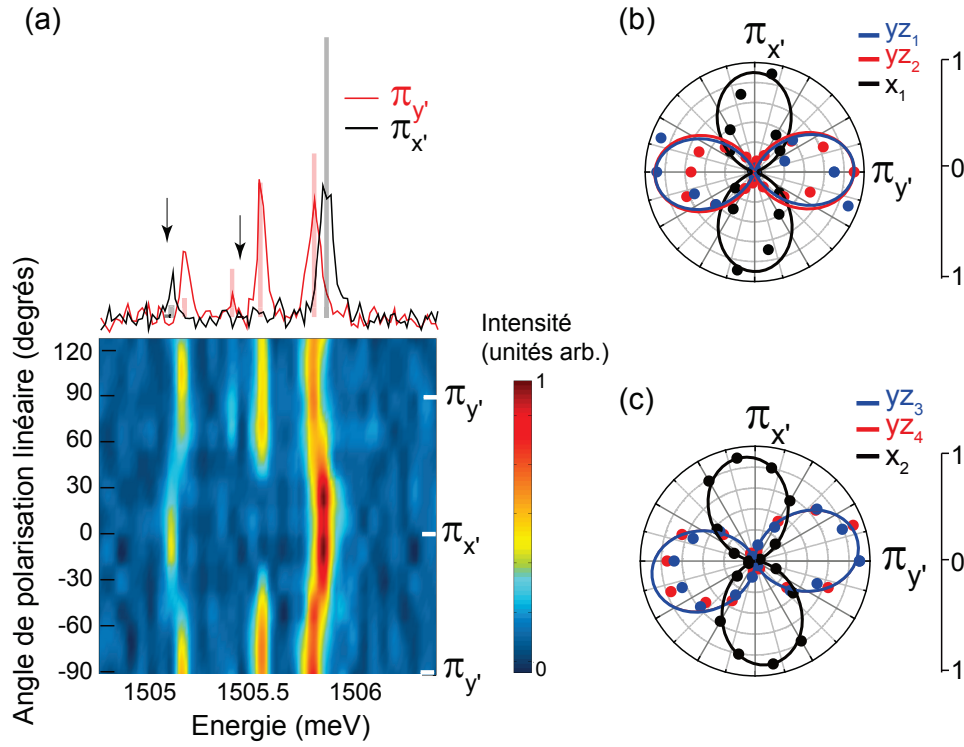 (a)
πy'
πx'
Angle de polarisation linéaire (degrés)
120
90
60
30
0
-30
-60
-90
1505
1505.5
1506
Energie (meV)
πy'
πx'
πy'
Intensité
(unités arb.)
1
0
(b)
πx'
yz1
yz2
x1
πy'
1
0
1
(c)
πx'
yz3
yz4
x2
πy'
1
0
1